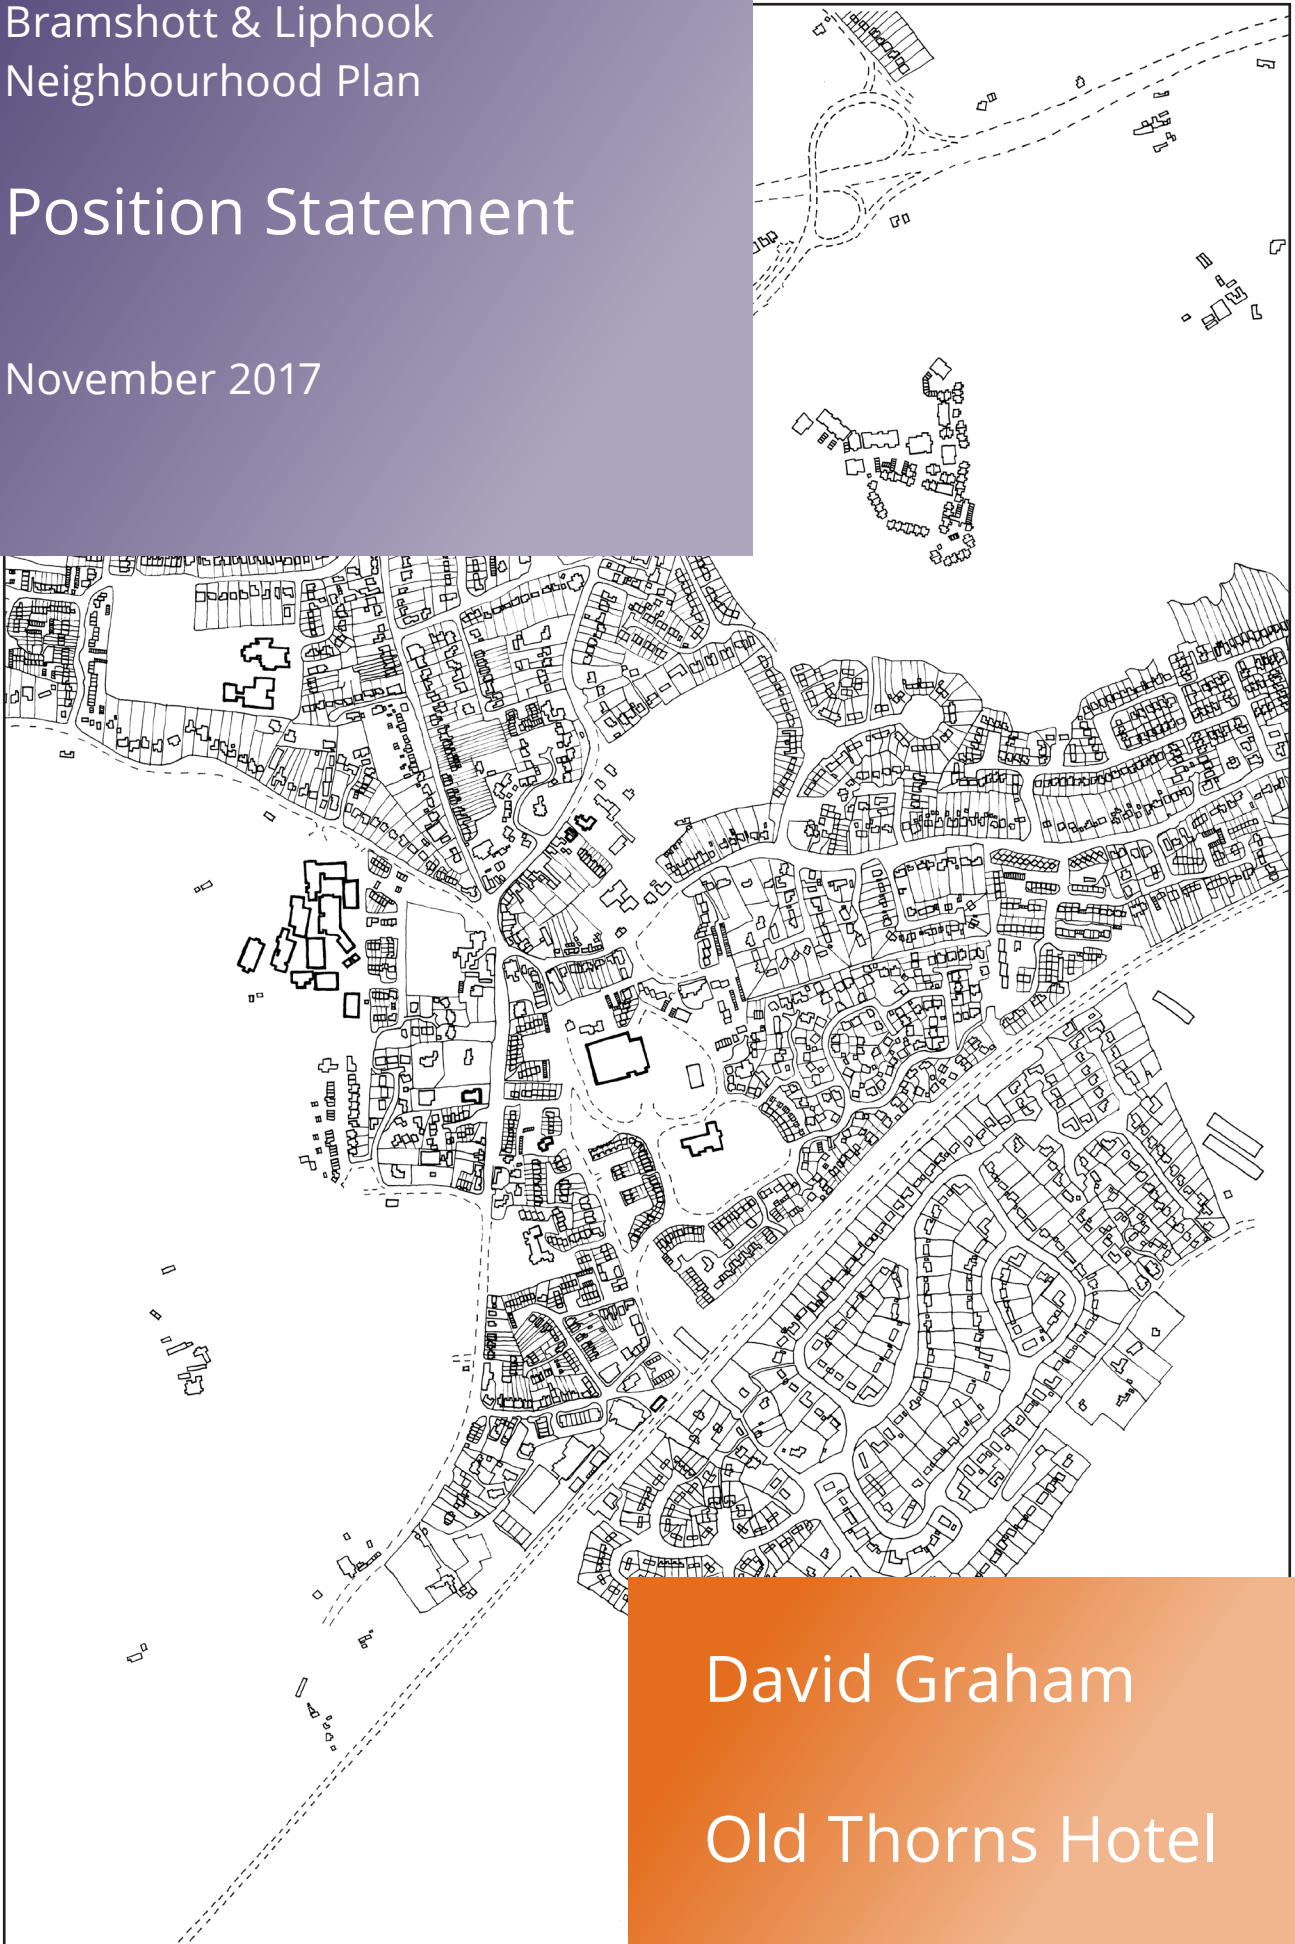 Bramshott & Liphook
Neighbourhood Plan
Position Statement
November 2017
David Graham
Old Thorns Hotel